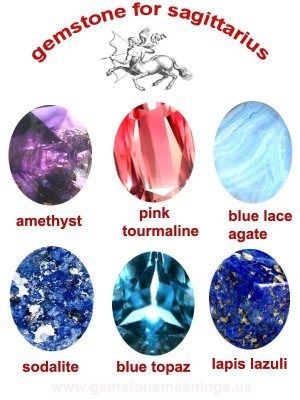 gemstone for sagittarius
amethyst
pink
tourmaline
blue lace
agate
sodalite
blue topaz
lapis lazuli
www.gemstonemeanings.us